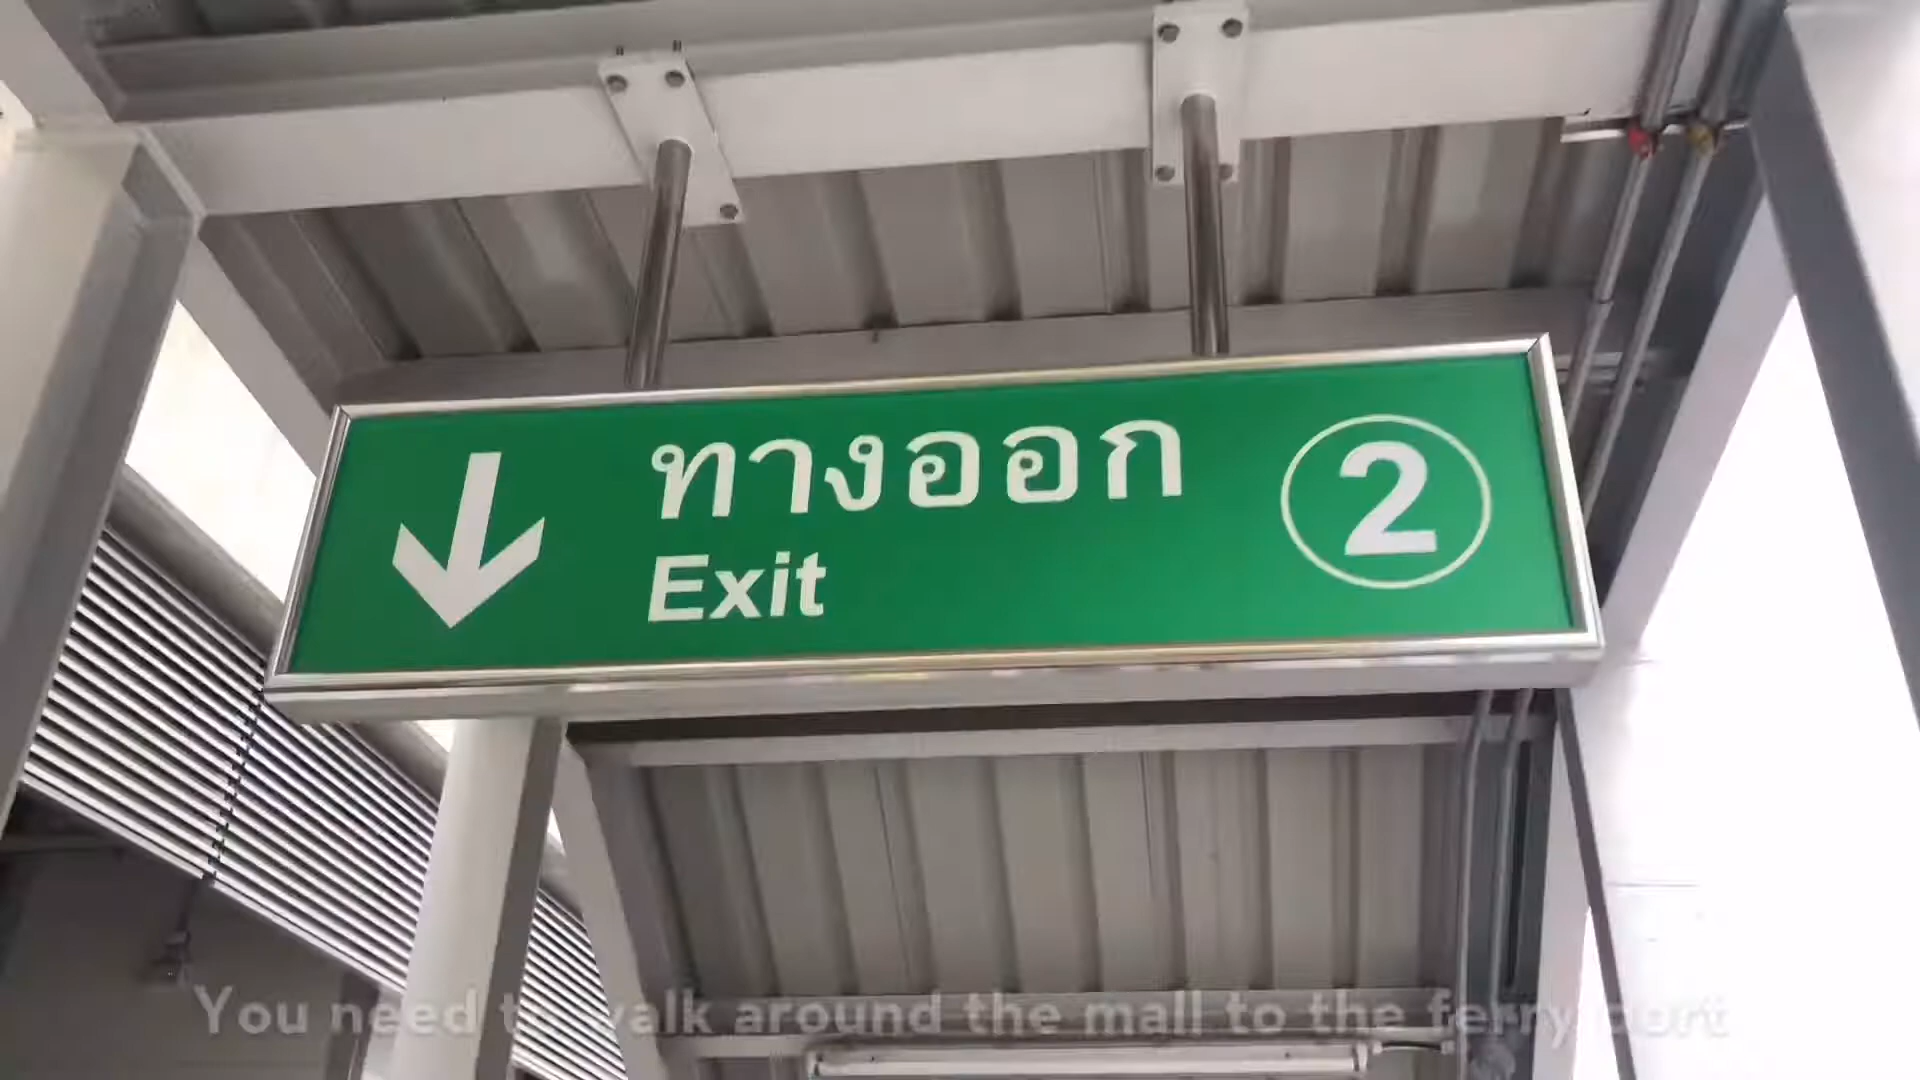 ทางออก
Exit
2
You need to walk around the mall to the ferry port